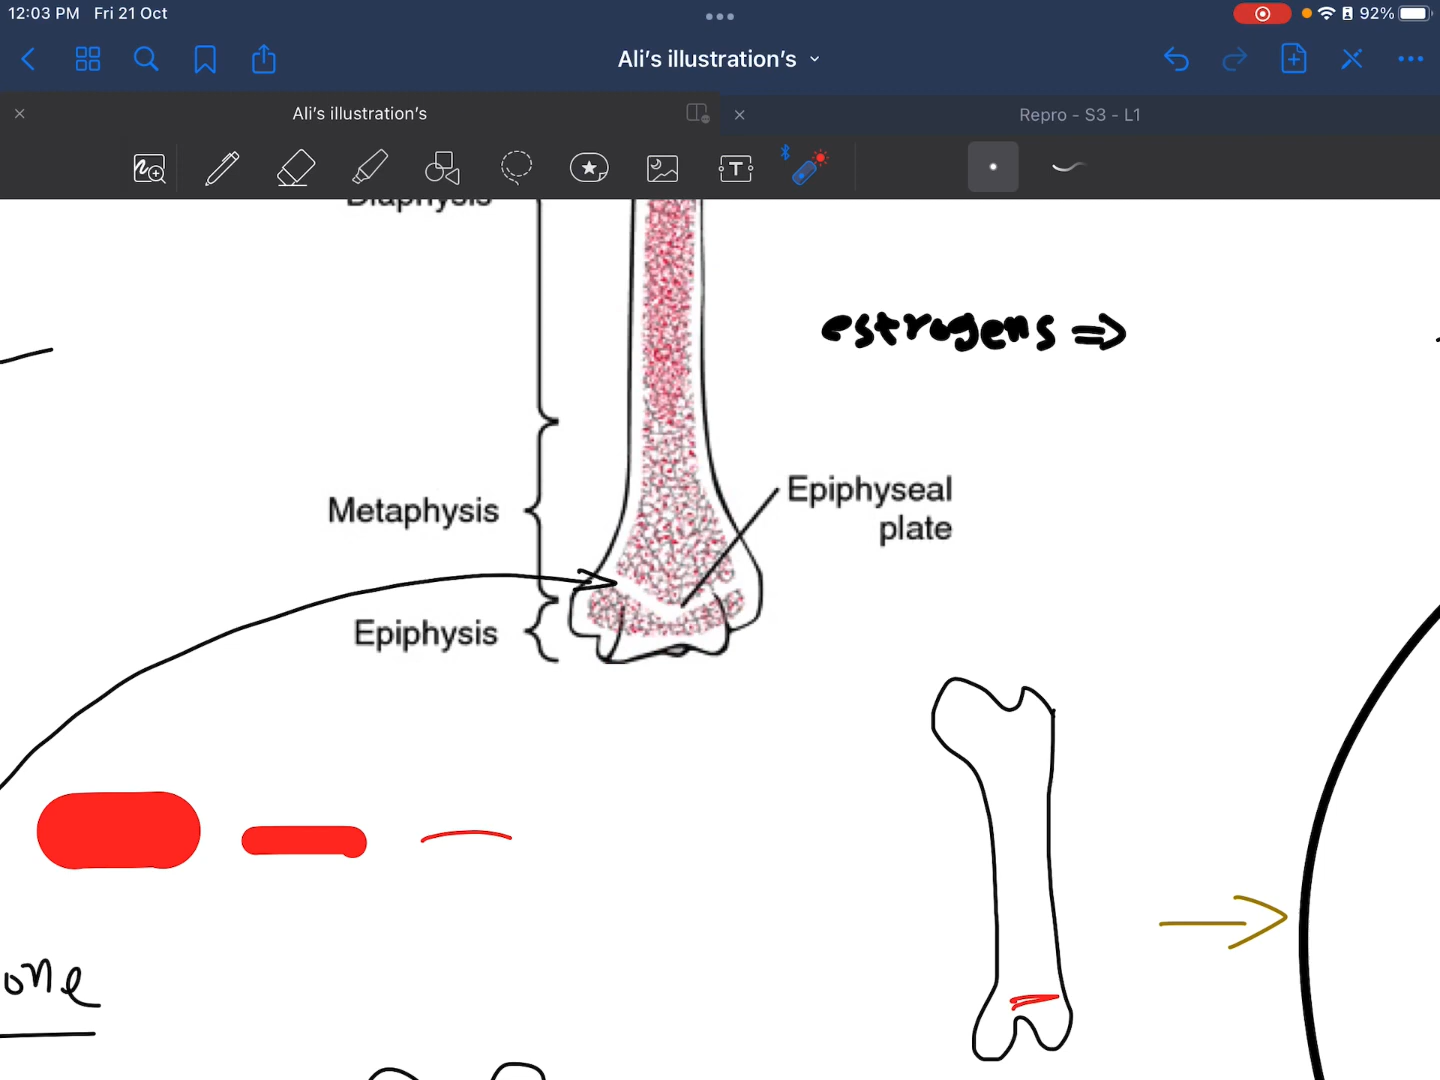 12:03 PM Fri 21 Oct
92%
Ali's illustration's
Ali's illustration's
Repro - S3 - L1
T
Diaphysis
estrogens ⇒
Metaphysis
Epiphyseal
plate
Epiphysis
one